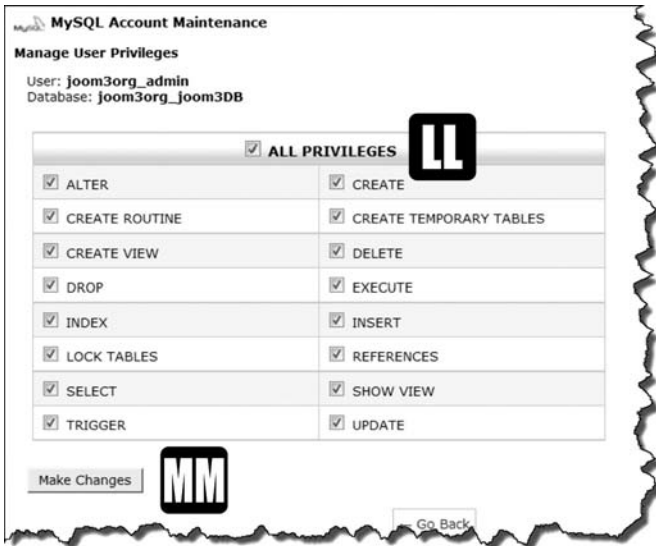 MySQL MySQL Account Maintenance
Manage User Privileges
User: joom3org_admin
Database: joom3org_joom3DB
ALL PRIVILEGES LL
ALTER CREATE
CREATE ROUTINE CREATE TEMPORARY TABLES
CREATE VIEW DELETE
DROP EXECUTE
INDEX INSERT
LOCK TABLES REFERENCES
SELECT SHOW VIEW
TRIGGER UPDATE
Make Changes MM
Go Back